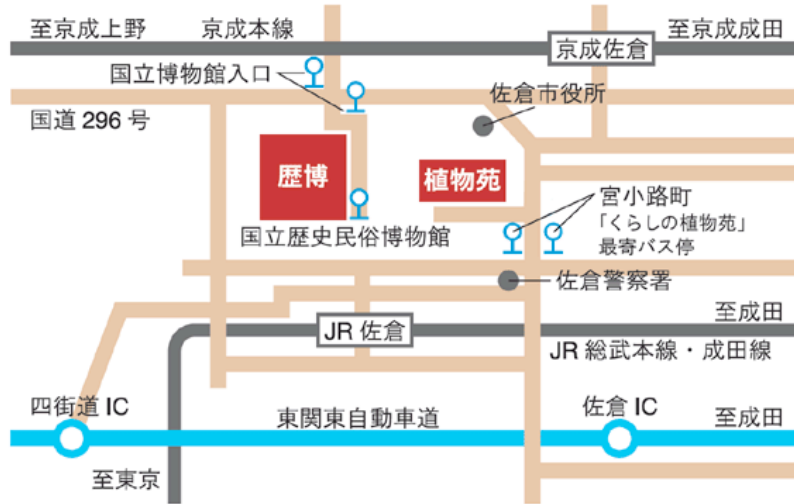 至京成上野
京成本線
京成佐倉
至京成成田
国立博物館入口
佐倉市役所
国道 296 号
歴博
植物苑
宮小路町
「くらしの植物苑」
最寄バス停
国立歴史民俗博物館
佐倉警察署
至成田
JR 佐倉
JR 総武本線・成田線
四街道 IC
東関東自動車道
佐倉 IC
至成田
至東京